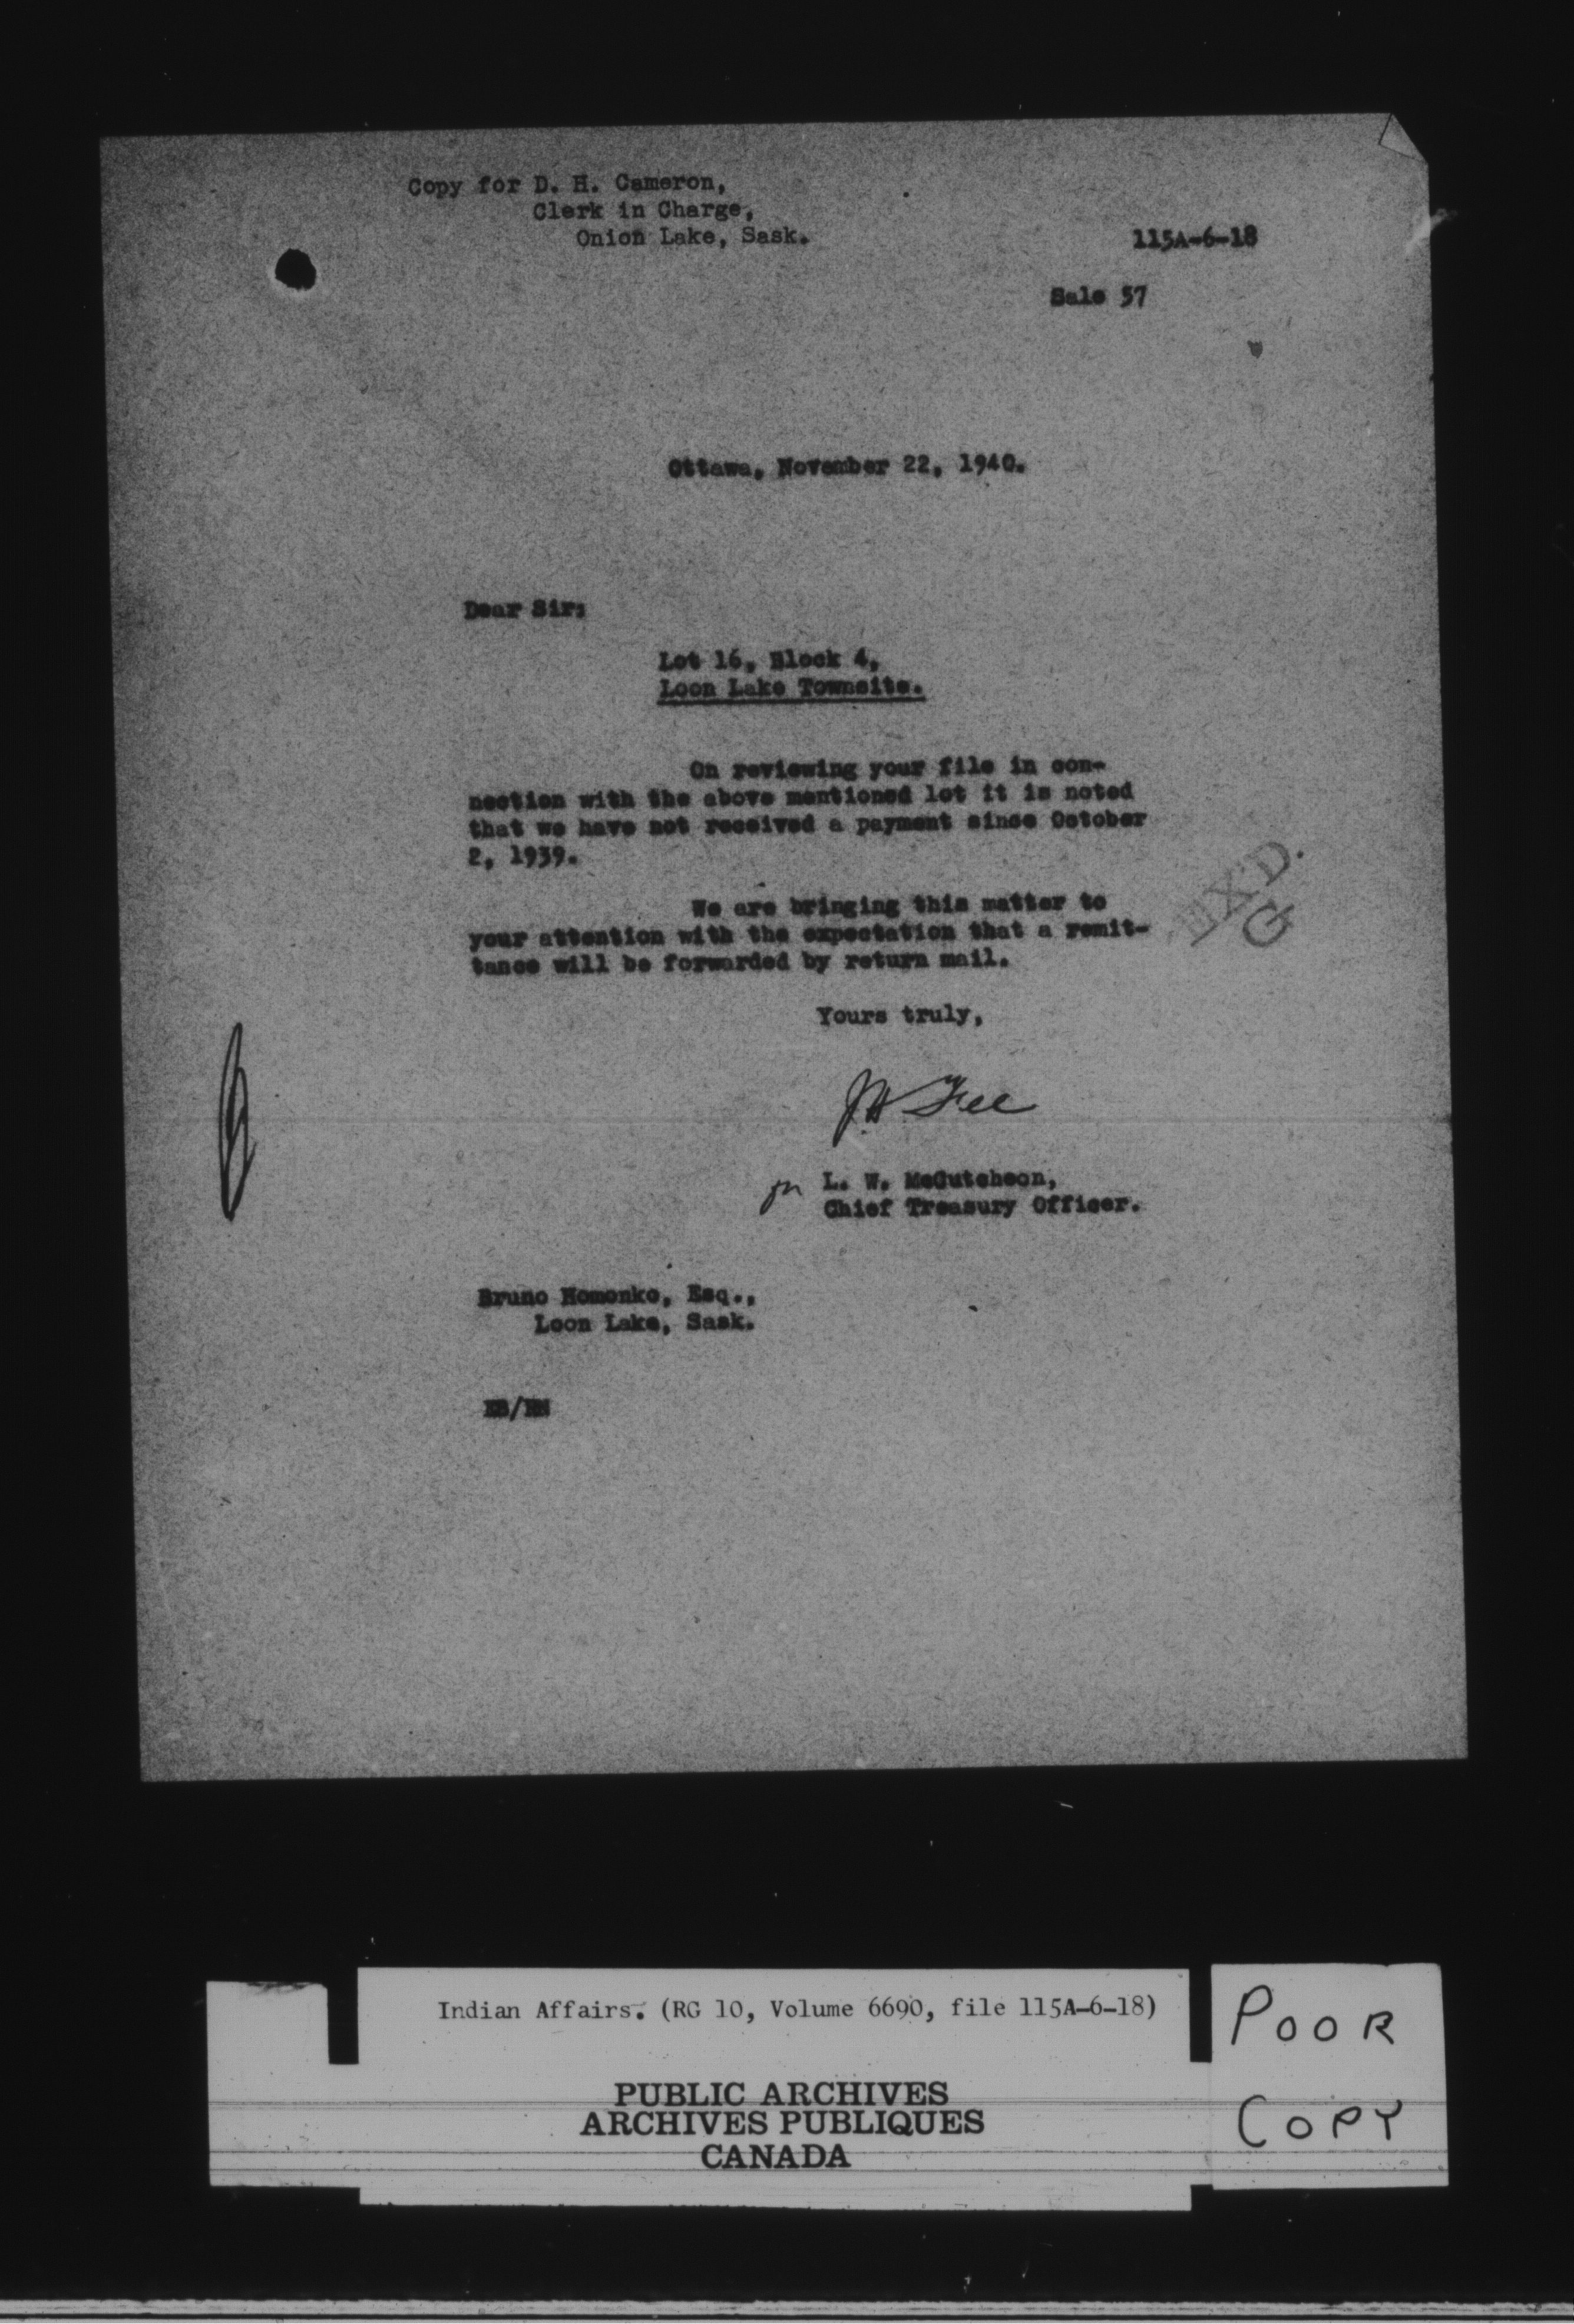 Copy for D. H. Cameron,
Clerk in Charge,
Onion Lake, Sask.
115A-6-18
Sale 57
Ottawa, November 22, 1940.
Dear Sir:
Lot 16, Block 4,
Loon Lake Townsite.
On reviewing your file in con-
nection with the above mentioned lot it is noted
that we have not received a payment since October
2, 1939.
We are bringing this matter to
your attention with the expectation that a remit-
tance will be forwarded by return mail.
EX'D.
G
Yours truly,
J H Fee
for L. W. McCutcheon,
Chief Treasury Officer.
Bruno Homonko, Esq.,
Loon Lake, Sask.
Indian Affairs. (RG 10, Volume 6690, file 115A-6-18)
PUBLIC ARCHIVES
ARCHIVES PUBLIQUES
CANADA
POOR
COPY